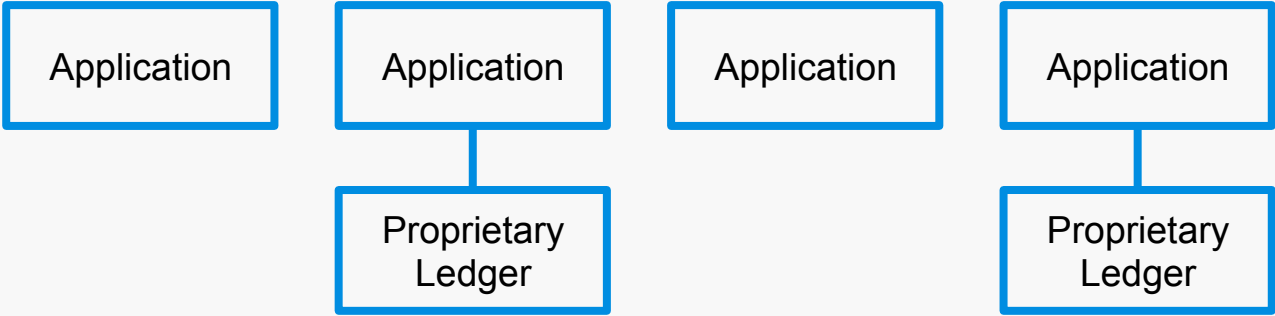 Application
Application
Application
Application
Proprietary
Ledger
Proprietary
Ledger